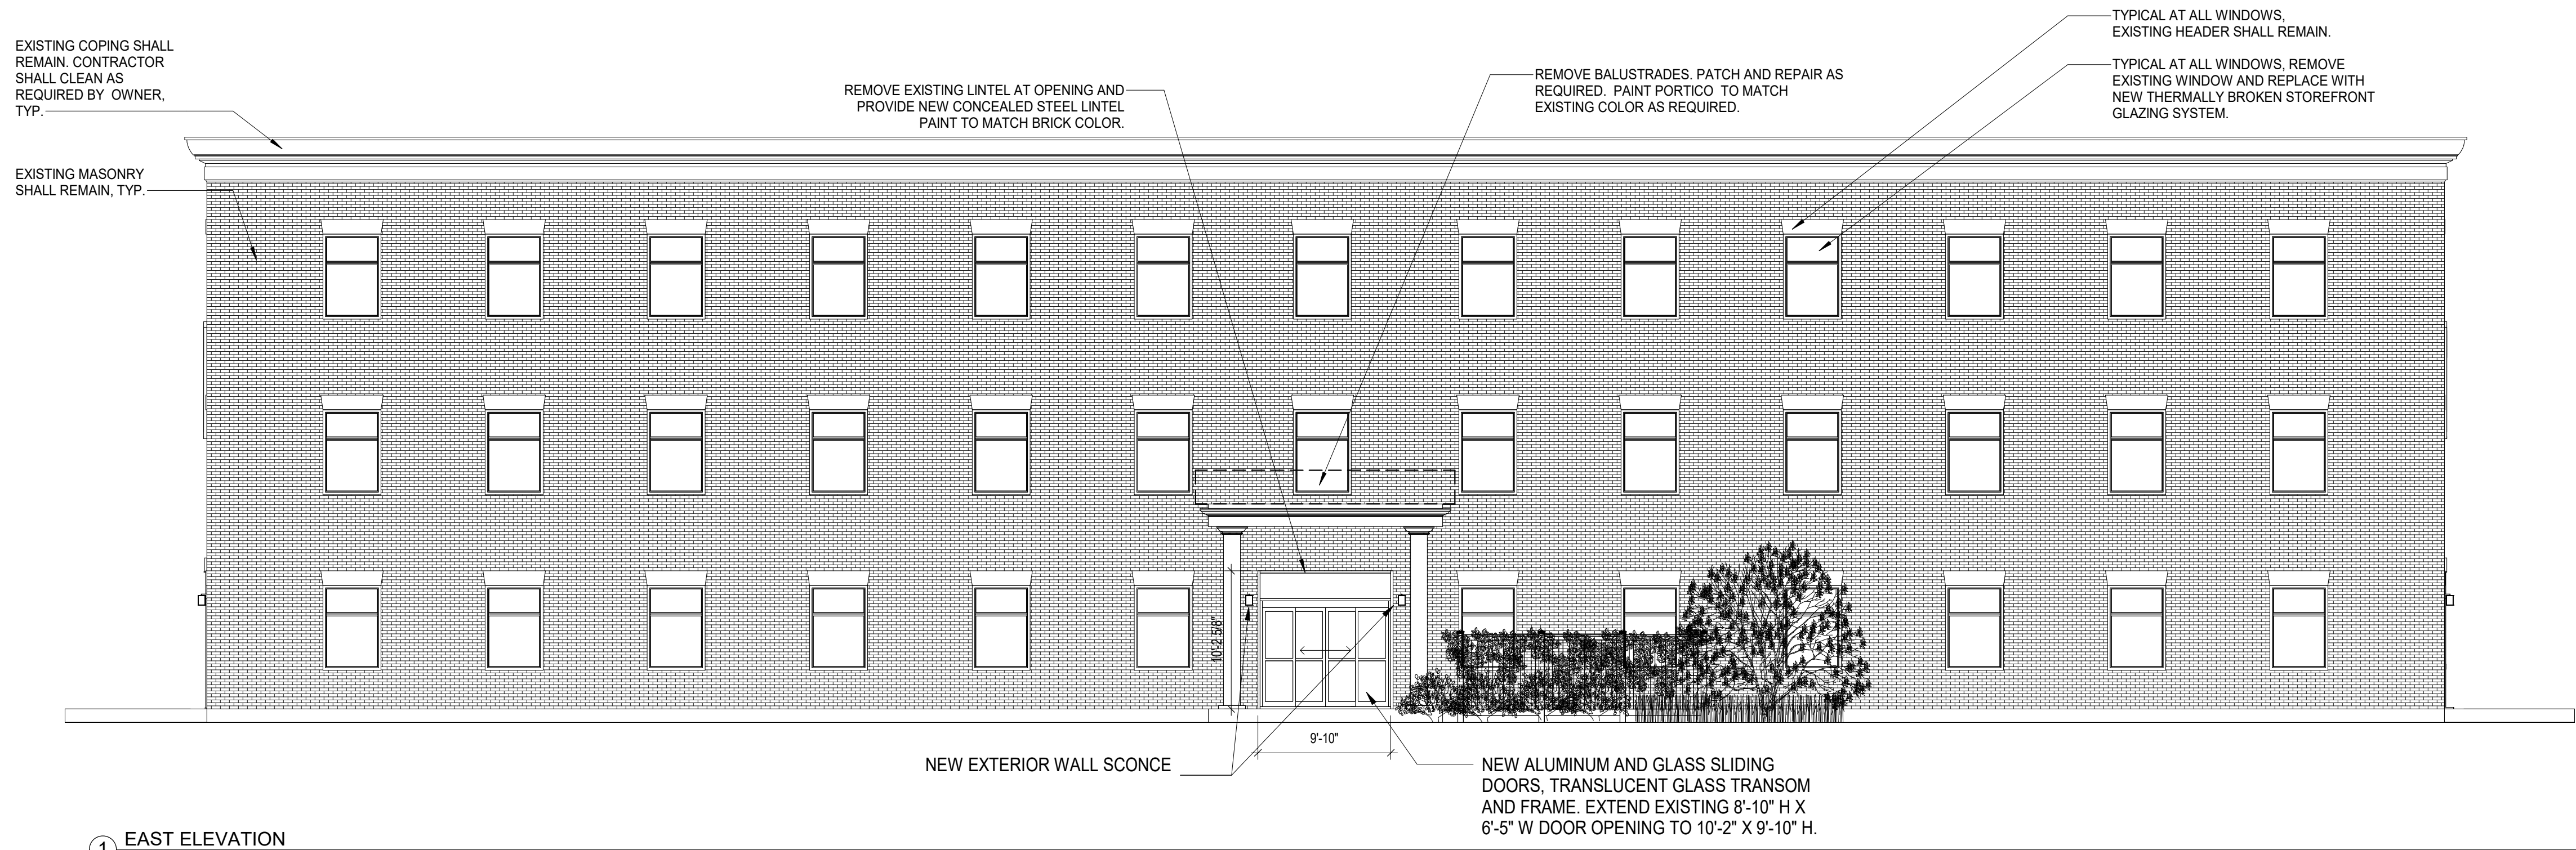 EXISTING COPING SHALL
REMAIN. CONTRACTOR
SHALL CLEAN AS
REQUIRED BY OWNER,
TYP.
EXISTING MASONRY
SHALL REMAIN, TYP.
REMOVE EXISTING LINTEL AT OPENING AND
PROVIDE NEW CONCEALED STEEL LINTEL
PAINT TO MATCH BRICK COLOR.
REMOVE BALUSTRADES. PATCH AND REPAIR AS
REQUIRED. PAINT PORTICO TO MATCH
EXISTING COLOR AS REQUIRED.
TYPICAL AT ALL WINDOWS,
EXISTING HEADER SHALL REMAIN.
TYPICAL AT ALL WINDOWS, REMOVE
EXISTING WINDOW AND REPLACE WITH
NEW THERMALLY BROKEN STOREFRONT
GLAZING SYSTEM.
10'-2 5/8"
9'-10"
NEW EXTERIOR WALL SCONCE
NEW ALUMINUM AND GLASS SLIDING
DOORS, TRANSLUCENT GLASS TRANSOM
AND FRAME. EXTEND EXISTING 8'-10" H X
6'-5" W DOOR OPENING TO 10'-2" X 9'-10" H.
1 EAST ELEVATION